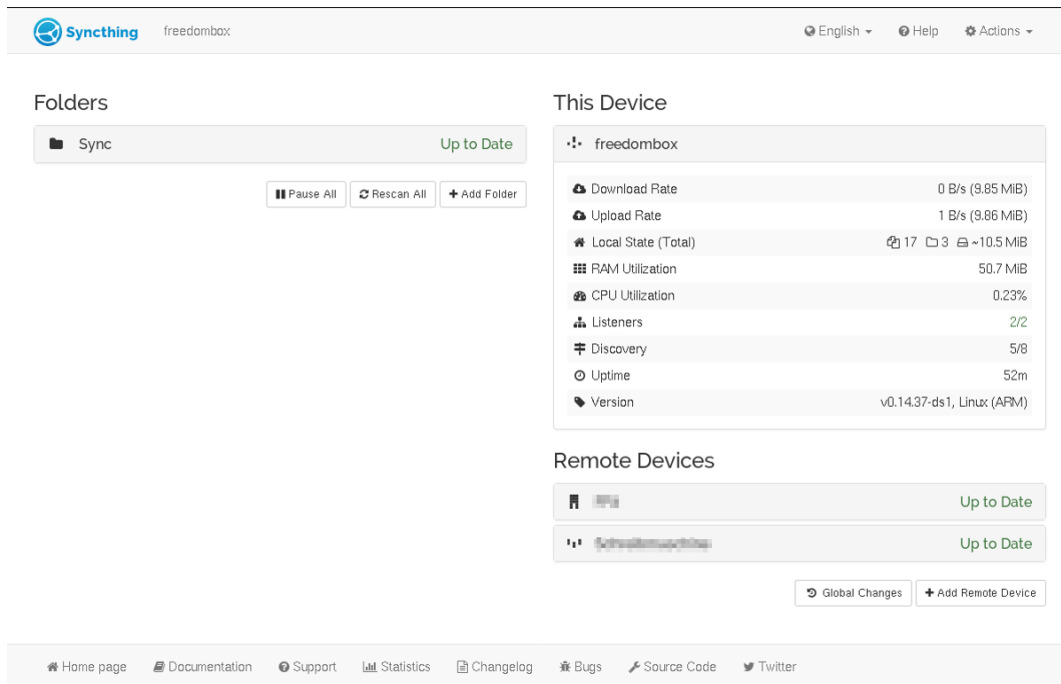 Syncthing freedombox English Help Actions
Folders
Sync Up to Date
Pause All Rescan All Add Folder
This Device
freedombox
Download Rate 0 B/s (9.85 MiB)
Upload Rate 1 B/s (9.86 MiB)
Local State (Total) 17 3 ~10.5 MiB
RAM Utilization 50.7 MiB
CPU Utilization 0.23%
Listeners 2/2
Discovery 5/8
Uptime 52m
Version v0.14.37-ds1, Linux (ARM)
Remote Devices
Up to Date
Up to Date
Global Changes Add Remote Device
Home page Documentation Support Statistics Changelog Bugs Source Code Twitter